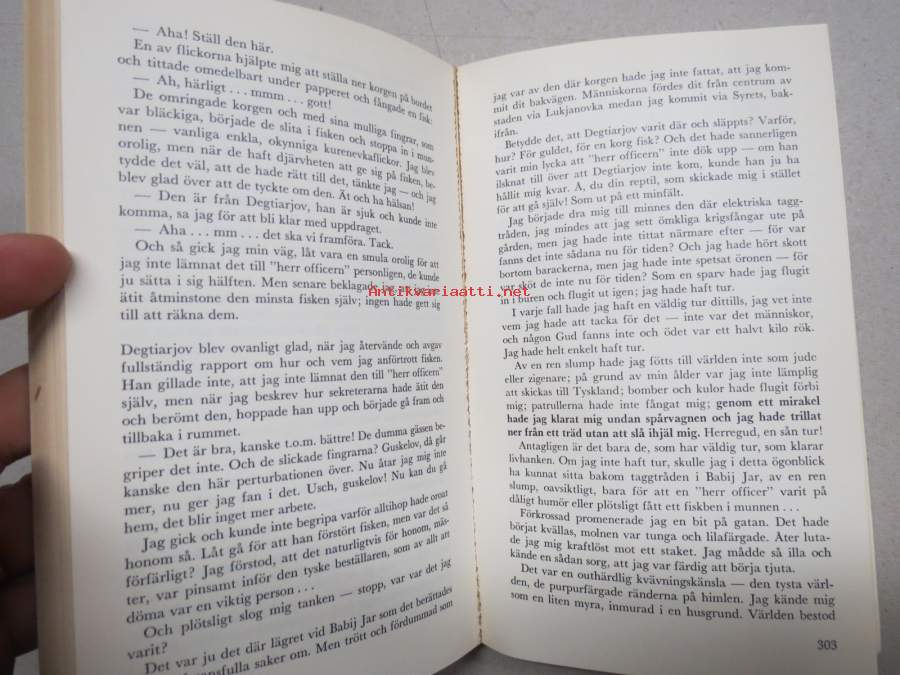 — Aha! Ställ den här.
En av flickorna hjälpte mig att ställa ner korgen på bordet
och tittade omedelbart under papperet och fångade en fisk:
— Ah, härligt . . . mmm . . . gott!
De omringade korgen och med sina mulliga fingrar, som
var bläckiga, började de slita i fisken och stoppa in i mun-
nen — vanliga enkla, okynniga kurenevkaflickor. Jag blev
orolig, men när de haft djärvheten att ge sig på fisken, be-
tydde det väl, att de hade rätt till det, tänkte jag — och jag
blev glad över att de tyckte om den. Ät och ha hälsan!
— Den är från Degtiarjov, han är sjuk och kunde inte
komma, sa jag för att bli klar med uppdraget.
— Aha . . . mm . . . det ska vi framföra. Tack.
Och så gick jag min väg, låt vara en smula orolig för att
jag inte lämnat det till "herr officern" personligen, de kunde
ju sätta i sig hälften. Men senare beklagade jag att jag inte
ätit åtminstone den minsta fisken själv; ingen hade gett sig
till att räkna dem.
Degtiarjov blev ovanligt glad, när jag återvände och avgav
fullständig rapport om hur och vem jag anförtrott fisken.
Han gillade inte, att jag inte lämnat den till "herr officern"
själv, men när jag beskrev hur sekreterarna hade ätit den
och berömt den, hoppade han upp och började gå fram och
tillbaka i rummet.
— Det är bra, kanske t.o.m. bättre! De dumma gässen be-
griper det inte. Och de slickade fingrarna? Guskelov, då går
kanske den här perturbationen över. Nu åtar jag mig inte
mer, nu ger jag fan i det. Usch, guskelov! Nu kan du gå
hem, det blir inget mer arbete.
Jag gick och kunde inte begripa varför alltihop hade oroat
honom så. Låt gå för att han förstört fisken, men var det så
förfärligt? Jag förstod, att det naturligtvis för honom, mäs-
ter, var pinsamt inför den tyske beställaren, som av allt att
döma var en viktig person . . .
Och plötsligt slog mig tanken — stopp, var var det jag
varit?
Det var ju det där lägret vid Babij Jar som det berättades
saker om. Men trött och fördummad som
jag var av den där korgen hade jag inte fattat, att jag kom-
mit dit bakvägen. Människorna fördes dit från centrum av
staden via Lukjanovka medan jag kommit via Syrets, bak-
ifrån.
Betydde det, att Degtiarjov varit där och släppts? Varför,
hur? För guldet, för en korg fisk? Och det hade sannerligen
varit min lycka att "herr officern" inte dök upp — om han
ilsknat till över att Degtiarjov inte kom, kunde han ju ha
hållit mig kvar. Å, du din reptil, som skickade mig i stället
för att gå själv! Som ut på ett minfält.
Jag började dra mig till minnes den där elektriska tagg-
tråden, jag mindes att jag sett ömkliga krigsfångar ute på
gården, men jag hade inte tittat närmare efter — för var
fanns det inte sådana nu för tiden? Och jag hade hört skott
bortom barackerna, men jag hade inte spetsat öronen — för
var sköt de inte nu för tiden? Som en sparv hade jag flugit
in i buren och flugit ut igen; jag hade haft tur.
I varje fall hade jag haft en väldig tur dittills, jag vet inte
vem jag hade att tacka för det — inte var det människor,
och någon Gud fanns inte och ödet var ett halvt kilo rök.
Jag hade helt enkelt haft tur.
Av en ren slump hade jag fötts till världen inte som jude
eller zigenare; på grund av min ålder var jag inte lämplig
att skickas till Tyskland; bomber och kulor hade flugit förbi
mig; patrullerna hade inte fångat mig; genom ett mirakel
hade jag klarat mig undan spårvagnen och jag hade trillat
ner från ett träd utan att slå ihjäl mig. Herregud, en sån tur!
Antagligen är det bara de, som har väldig tur, som klarar
livhanken. Om jag inte haft tur, skulle jag i detta ögonblick
ha kunnat sitta bakom taggtråden i Babij Jar, av en ren
slump, oavsiktligt, bara för att en "herr officer" varit på
dåligt humör eller plötsligt fått ett fiskben i munnen . . .
Förkrossad promenerade jag en bit på gatan. Det hade
börjat kvällas, molnen var tunga och lilafärgade. Åter luta-
de jag mig kraftlöst mot ett staket. Jag mådde så illa och
kände en sådan sorg, att jag var färdig att börja tjuta.
Det var en outhärdlig kvävningskänsla — den tysta värl-
den, de purpurfärgade ränderna på himlen. Jag kände mig
som en liten myra, inmurad i en husgrund. Världen bestod
303
Antikvariaatti.net